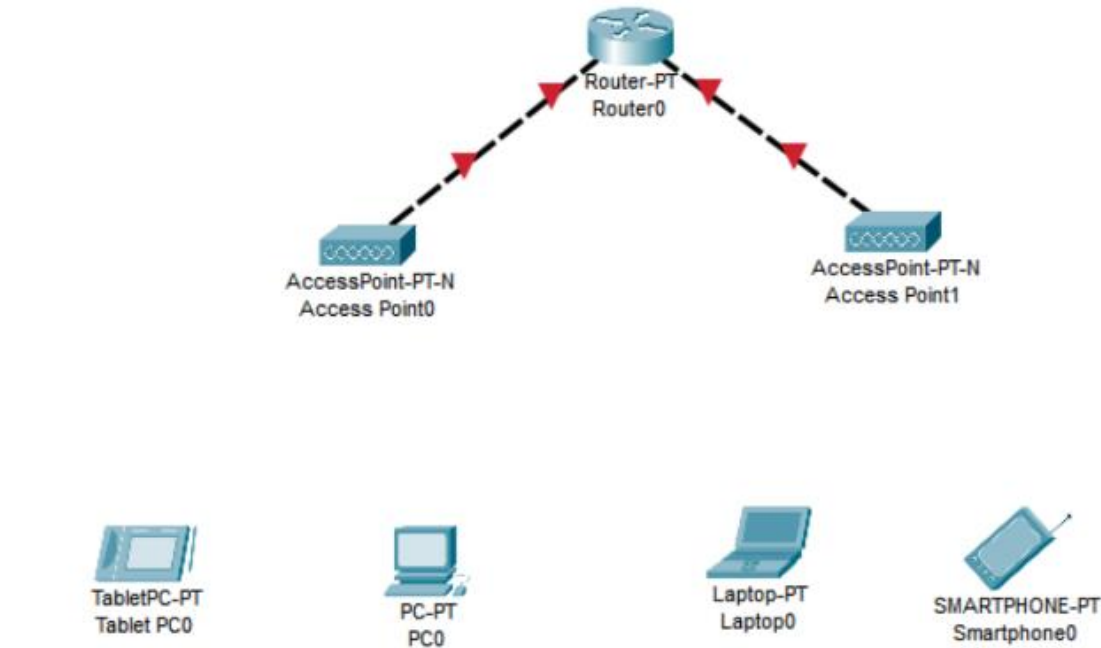 Router-PT
Router0
AccessPoint-PT-N
Access Point0
AccessPoint-PT-N
Access Point1
TabletPC-PT
Tablet PC0
PC-PT
PC0
Laptop-PT
Laptop0
SMARTPHONE-PT
Smartphone0